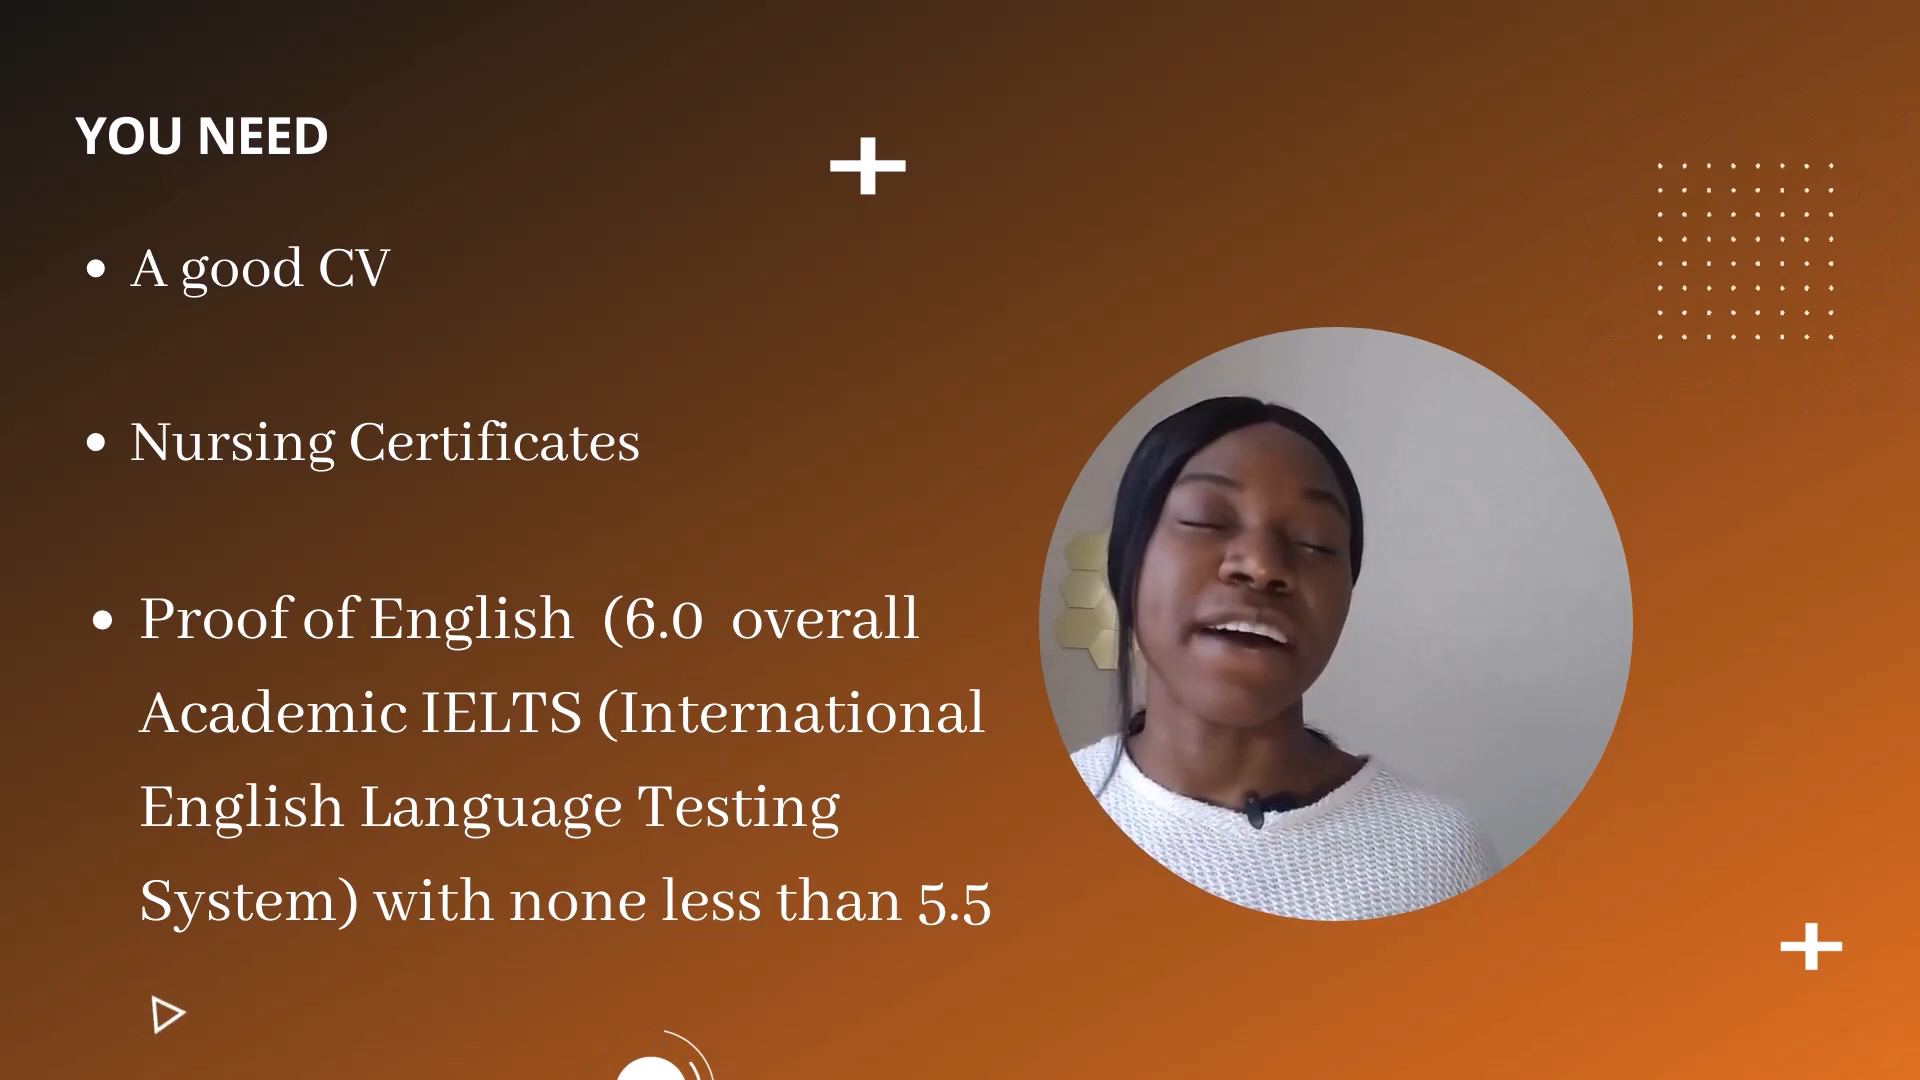 YOU NEED
• A good CV
• Nursing Certificates
• Proof of English (6.0 overall
Academic IELTS (International
English Language Testing
System) with none less than 5.5